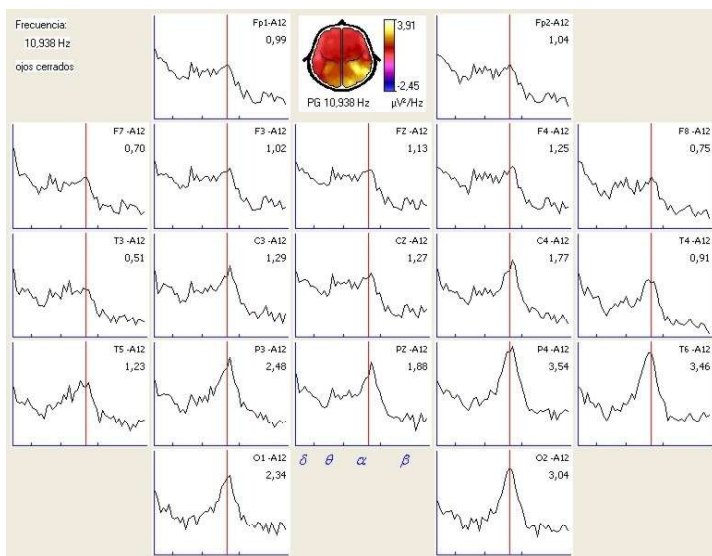 Frecuencia:
10,938 Hz
ojos cerrados
Fp1-A12
0,99
3,91
-2,45
PG 10,938 Hz
µV²/Hz
Fp2-A12
1,04
F7 -A12
0,70
F3 -A12
1,02
FZ -A12
1,13
F4 -A12
1,25
F8 -A12
0,75
T3 -A12
0,51
C3 -A12
1,29
CZ -A12
1,27
C4 -A12
1,77
T4 -A12
0,91
T5 -A12
1,23
P3 -A12
2,48
PZ -A12
1,88
P4 -A12
3,54
T6 -A12
3,46
O1 -A12
2,34
δ θ α β
O2 -A12
3,04